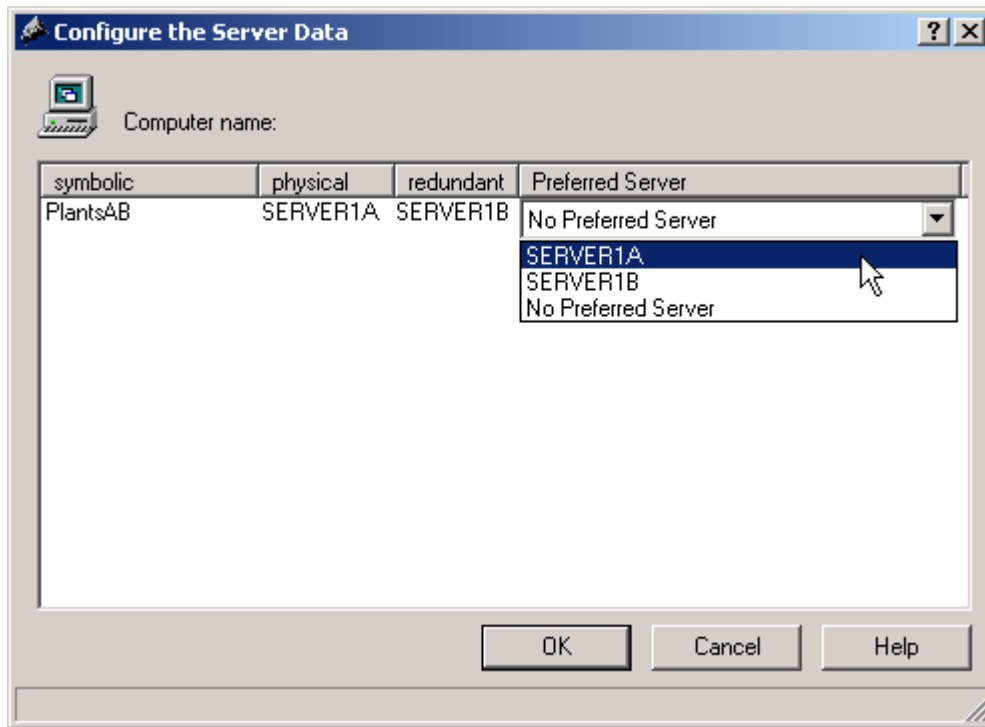 Configure the Server Data
Computer name:
symbolic physical redundant Preferred Server
PlantsAB SERVER1A SERVER1B No Preferred Server
SERVER1A
SERVER1B
No Preferred Server
OK Cancel Help